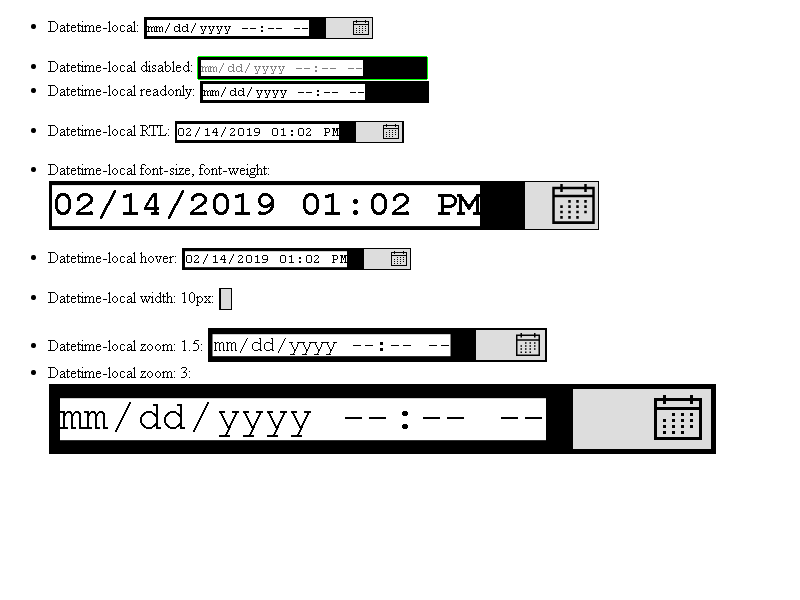 Datetime-local: mm/dd/yyyy --:-- --
Datetime-local disabled: mm/dd/yyyy --:-- --
Datetime-local readonly: mm/dd/yyyy --:-- --
Datetime-local RTL: 02/14/2019 01:02 PM
Datetime-local font-size, font-weight:
02/14/2019 01:02 PM
Datetime-local hover: 02/14/2019 01:02 PM
Datetime-local width: 10px:
Datetime-local zoom: 1.5: mm/dd/yyyy --:-- --
Datetime-local zoom: 3:
mm/dd/yyyy --:-- --